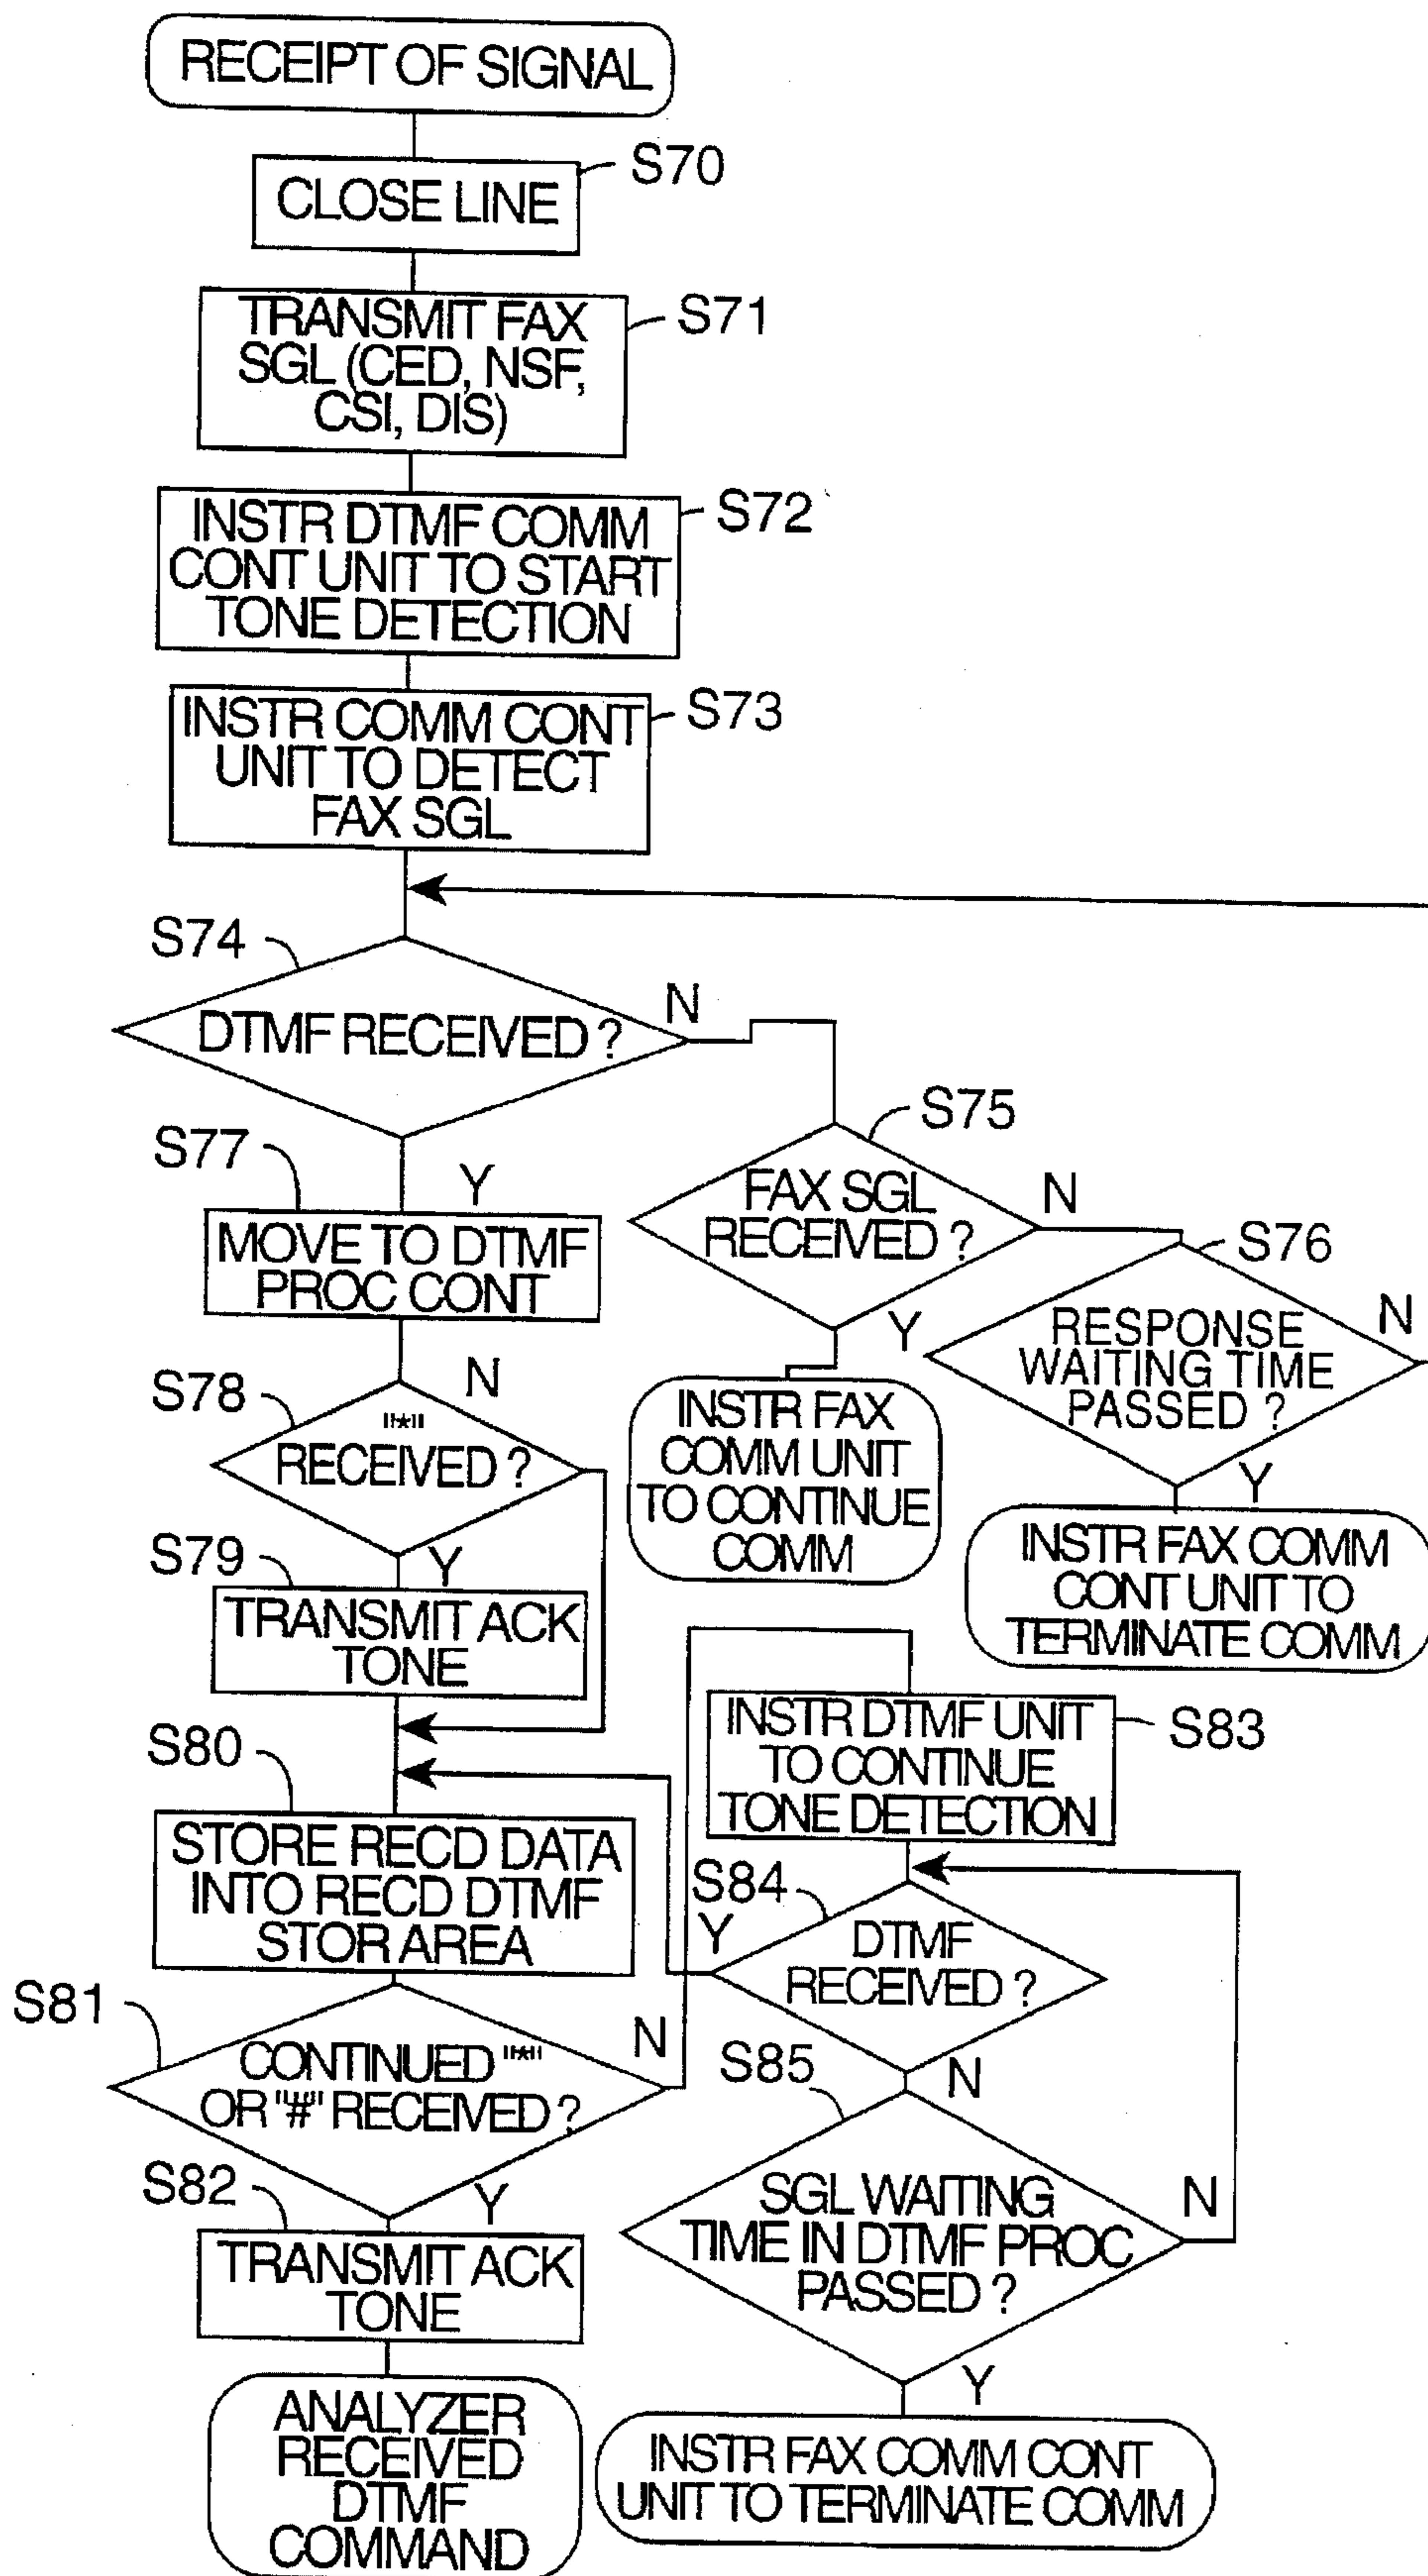 RECEIPT OF SIGNAL
S70
CLOSE LINE
S71
TRANSMIT FAX
SGL (CED, NSF,
CSI, DIS)
S72
INSTR DTMF COMM
CONT UNIT TO START
TONE DETECTION
S73
INSTR COMM CONT
UNIT TO DETECT
FAX SGL
S74
DTMF RECEIVED ?
N
Y
S75
FAX SGL
RECEIVED ?
N
Y
S76
RESPONSE
WAITING TIME
PASSED ?
N
Y
INSTR FAX
COMM UNIT
TO CONTINUE
COMM
INSTR FAX COMM
CONT UNIT TO
TERMINATE COMM
S77
MOVE TO DTMF
PROC CONT
S78
"*"
RECEIVED ?
N
Y
S79
TRANSMIT ACK
TONE
S80
STORE RECD DATA
INTO RECD DTMF
STOR AREA
S81
CONTINUED "*"
OR "#" RECEIVED ?
N
Y
S82
TRANSMIT ACK
TONE
ANALYZER
RECEIVED
DTMF
COMMAND
S83
INSTR DTMF UNIT
TO CONTINUE
TONE DETECTION
S84
DTMF
RECEIVED ?
Y
N
S85
SGL WAITING
TIME IN DTMF PROC
PASSED ?
N
Y
INSTR FAX COMM CONT
UNIT TO TERMINATE COMM